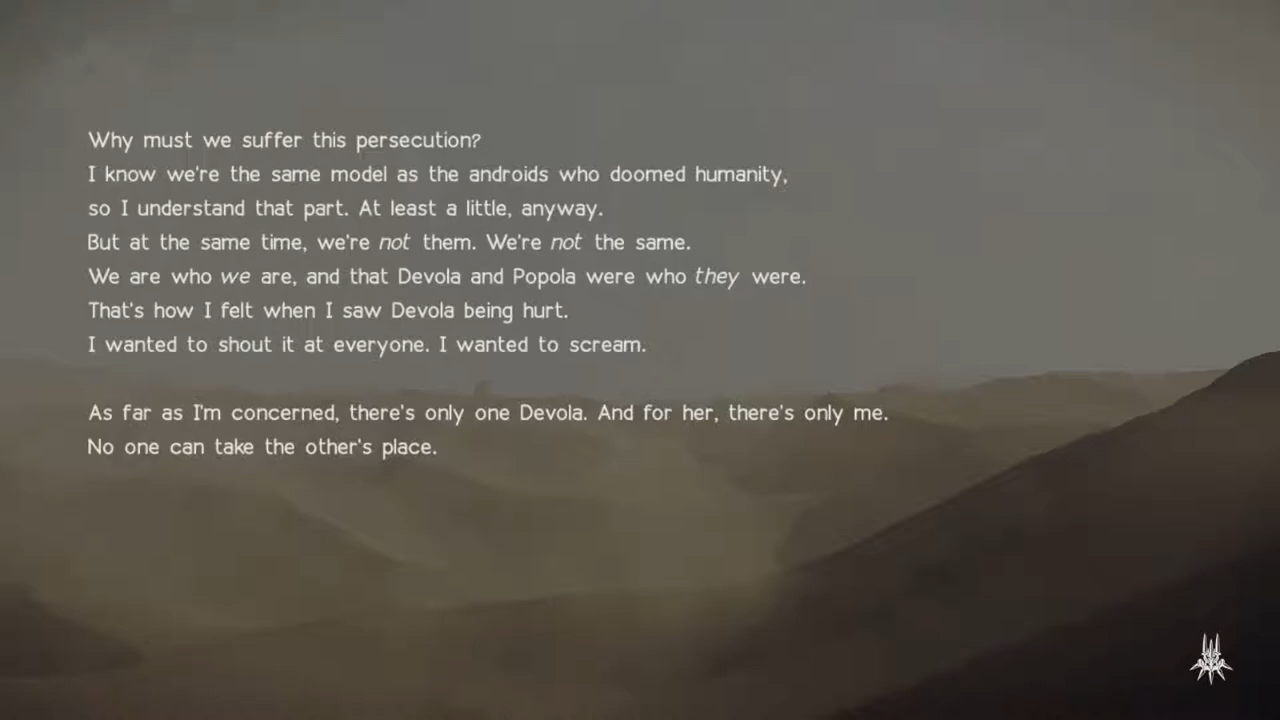 Why must we suffer this persecution?
I know we're the same model as the androids who doomed humanity,
so I understand that part. At least a little, anyway.
But at the same time, we're not them. We're not the same.
We are who we are, and that Devola and Popola were who they were.
That's how I felt when I saw Devola being hurt.
I wanted to shout it at everyone. I wanted to scream.
As far as I'm concerned, there's only one Devola. And for her, there's only me.
No one can take the other's place.